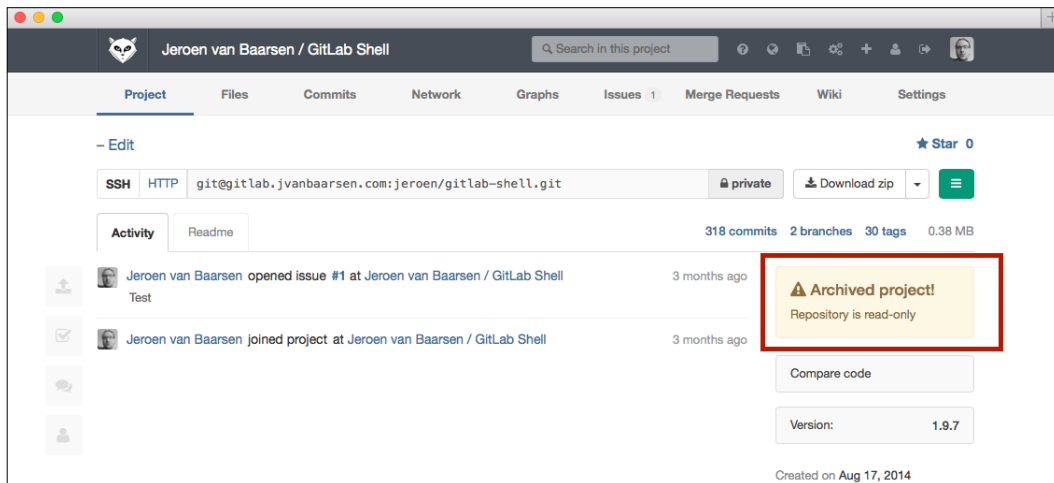 Jeroen van Baarsen / GitLab Shell
Search in this project
Project Files Commits Network Graphs Issues 1 Merge Requests Wiki Settings
– Edit
Star 0
SSH HTTP git@gitlab.jvanbaarsen.com:jeroen/gitlab-shell.git private Download zip
Activity Readme 318 commits 2 branches 30 tags 0.38 MB
Jeroen van Baarsen opened issue #1 at Jeroen van Baarsen / GitLab Shell 3 months ago
Test
Jeroen van Baarsen joined project at Jeroen van Baarsen / GitLab Shell 3 months ago
Archived project!
Repository is read-only
Compare code
Version: 1.9.7
Created on Aug 17, 2014